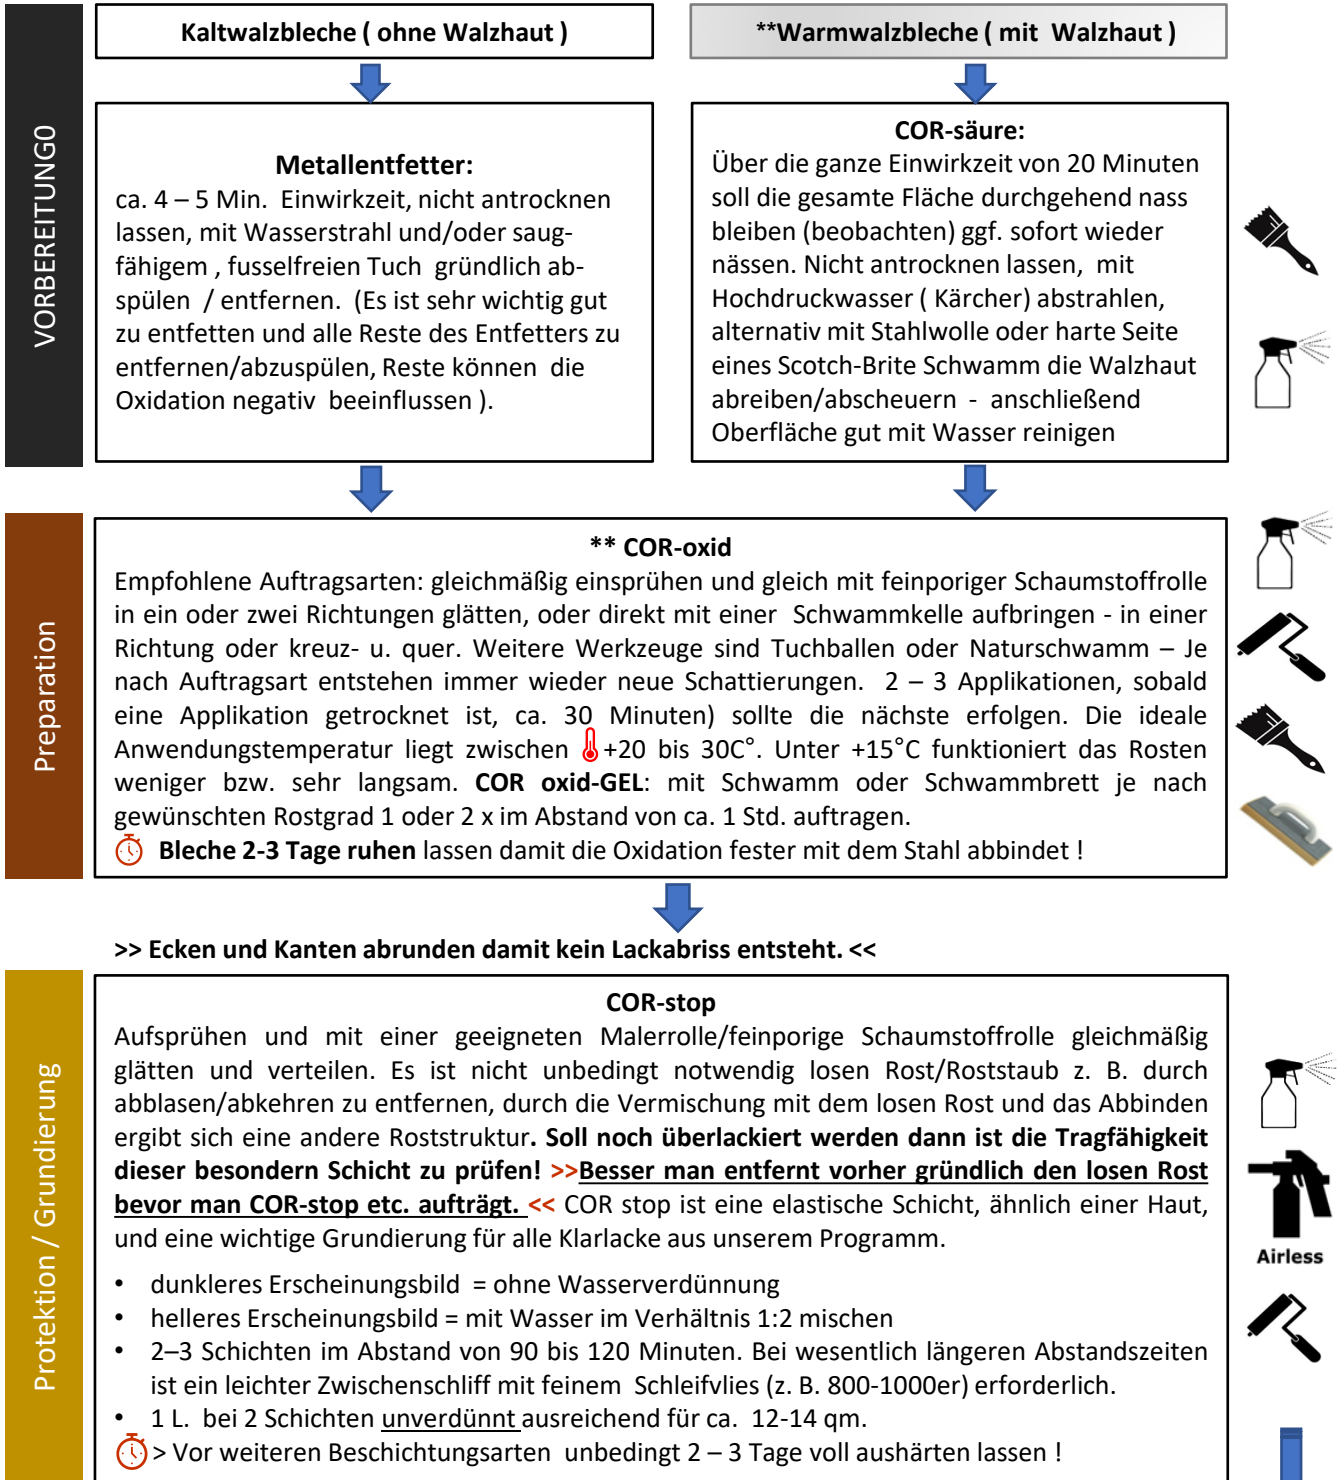 Kaltwalzbleche ( ohne Walzhaut )
**Warmwalzbleche ( mit Walzhaut )
VORBEREITUNG0
Metallentfetter:
ca. 4 – 5 Min. Einwirkzeit, nicht antrocknen
lassen, mit Wasserstrahl und/oder saug-
fähigem , fusselfreien Tuch gründlich ab-
spülen / entfernen. (Es ist sehr wichtig gut
zu entfetten und alle Reste des Entfetters zu
entfernen/abzuspülen, Reste können die
Oxidation negativ beeinflussen ).
COR-säure:
Über die ganze Einwirkzeit von 20 Minuten
soll die gesamte Fläche durchgehend nass
bleiben (beobachten) ggf. sofort wieder
nässen. Nicht antrocknen lassen, mit
Hochdruckwasser ( Kärcher) abstrahlen,
alternativ mit Stahlwolle oder harte Seite
eines Scotch-Brite Schwamm die Walzhaut
abreiben/abscheuern - anschließend
Oberfläche gut mit Wasser reinigen
Preparation
** COR-oxid
Empfohlene Auftragsarten: gleichmäßig einsprühen und gleich mit feinporiger Schaumstoffrolle
in ein oder zwei Richtungen glätten, oder direkt mit einer Schwammkelle aufbringen - in einer
Richtung oder kreuz- u. quer. Weitere Werkzeuge sind Tuchballen oder Naturschwamm – Je
nach Auftragsart entstehen immer wieder neue Schattierungen. 2 – 3 Applikationen, sobald
eine Applikation getrocknet ist, ca. 30 Minuten) sollte die nächste erfolgen. Die ideale
Anwendungstemperatur liegt zwischen +20 bis 30C°. Unter +15°C funktioniert das Rosten
weniger bzw. sehr langsam. COR oxid-GEL: mit Schwamm oder Schwammbrett je nach
gewünschten Rostgrad 1 oder 2 x im Abstand von ca. 1 Std. auftragen.
Bleche 2-3 Tage ruhen lassen damit die Oxidation fester mit dem Stahl abbindet !
>> Ecken und Kanten abrunden damit kein Lackabriss entsteht. <<
Protektion / Grundierung
COR-stop
Aufsprühen und mit einer geeigneten Malerrolle/feinporige Schaumstoffrolle gleichmäßig
glätten und verteilen. Es ist nicht unbedingt notwendig losen Rost/Roststaub z. B. durch
abblasen/abkehren zu entfernen, durch die Vermischung mit dem losen Rost und das Abbinden
ergibt sich eine andere Roststruktur. Soll noch überlackiert werden dann ist die Tragfähigkeit
dieser besondern Schicht zu prüfen! >>Besser man entfernt vorher gründlich den losen Rost
bevor man COR-stop etc. aufträgt. << COR stop ist eine elastische Schicht, ähnlich einer Haut,
und eine wichtige Grundierung für alle Klarlacke aus unserem Programm.
• dunkleres Erscheinungsbild = ohne Wasserverdünnung
• helleres Erscheinungsbild = mit Wasser im Verhältnis 1:2 mischen
• 2–3 Schichten im Abstand von 90 bis 120 Minuten. Bei wesentlich längeren Abstandszeiten
ist ein leichter Zwischenschliff mit feinem Schleifvlies (z. B. 800-1000er) erforderlich.
• 1 L. bei 2 Schichten unverdünnt ausreichend für ca. 12-14 qm.
> Vor weiteren Beschichtungsarten unbedingt 2 – 3 Tage voll aushärten lassen !
Airless